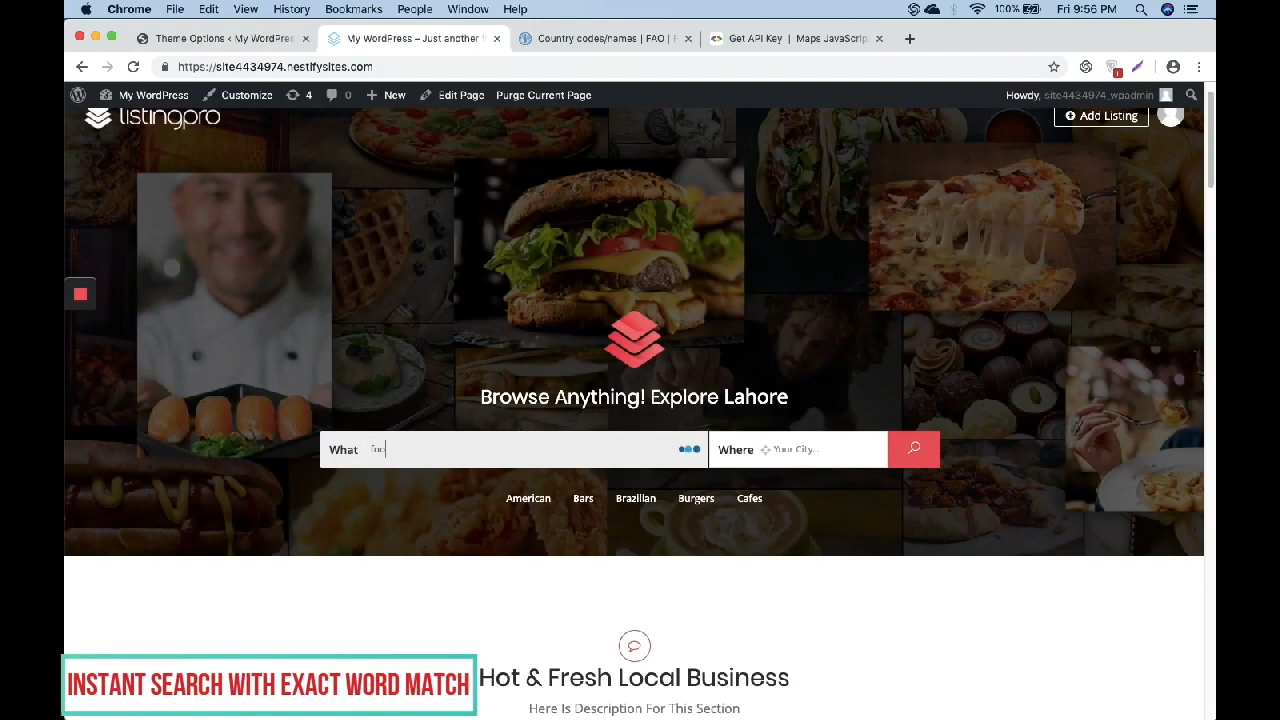 Chrome File Edit View History Bookmarks People Window Help 100% Fri 9:56 PM
Theme Options ‹ My WordPres × My WordPress – Just another W × Country codes/names | FAO | F × Get API Key | Maps JavaScrip ×
https://site4434974.nestifysites.com
My WordPress Customize 4 0 New Edit Page Purge Current Page Howdy, site4434974_wpadmin
listingpro Add Listing
Browse Anything! Explore Lahore
What foo Where Your City...
American Bars Brazilian Burgers Cafes
Hot & Fresh Local Business
INSTANT SEARCH WITH EXACT WORD MATCH
Here Is Description For This Section